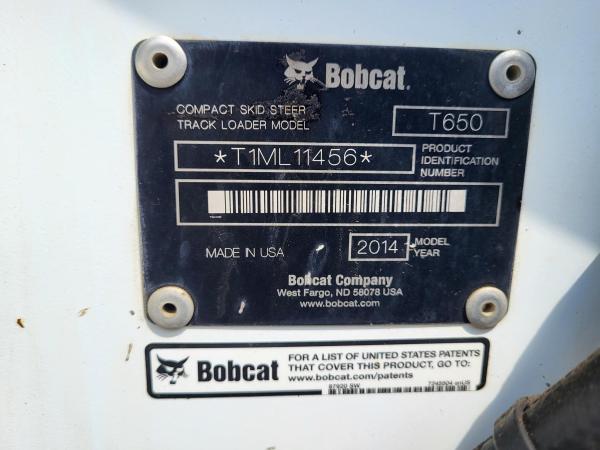 Bobcat.
COMPACT SKID STEER
TRACK LOADER MODEL
T650
*T1ML11456*
PRODUCT
IDENTIFICATION
NUMBER
MADE IN USA
2014
MODEL
YEAR
Bobcat Company
West Fargo, ND 58078 USA
www.bobcat.com
Bobcat
FOR A LIST OF UNITED STATES PATENTS
THAT COVER THIS PRODUCT, GO TO:
www.bobcat.com/patents